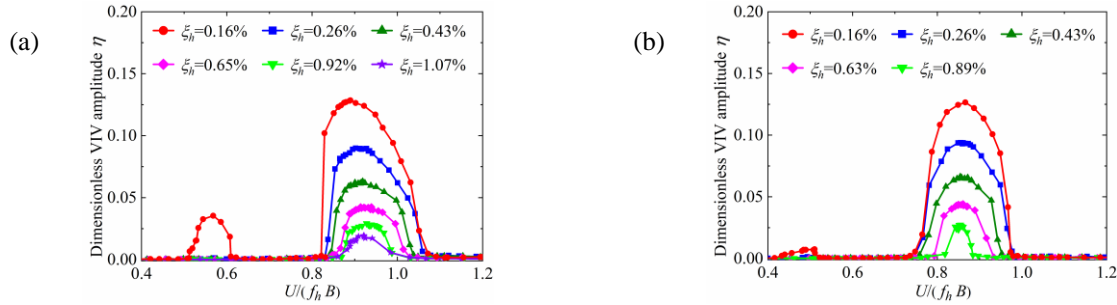 (a)
Dimensionless VIV amplitude η
0.20
0.15
0.10
0.05
0.00
ξh=0.16% ξh=0.26% ξh=0.43%
ξh=0.65% ξh=0.92% ξh=1.07%
0.4 0.6 0.8 1.0 1.2
U/(fhB)
(b)
Dimensionless VIV amplitude η
0.20
0.15
0.10
0.05
0.00
ξh=0.16% ξh=0.26% ξh=0.43%
ξh=0.63% ξh=0.89%
0.4 0.6 0.8 1.0 1.2
U/(fhB)